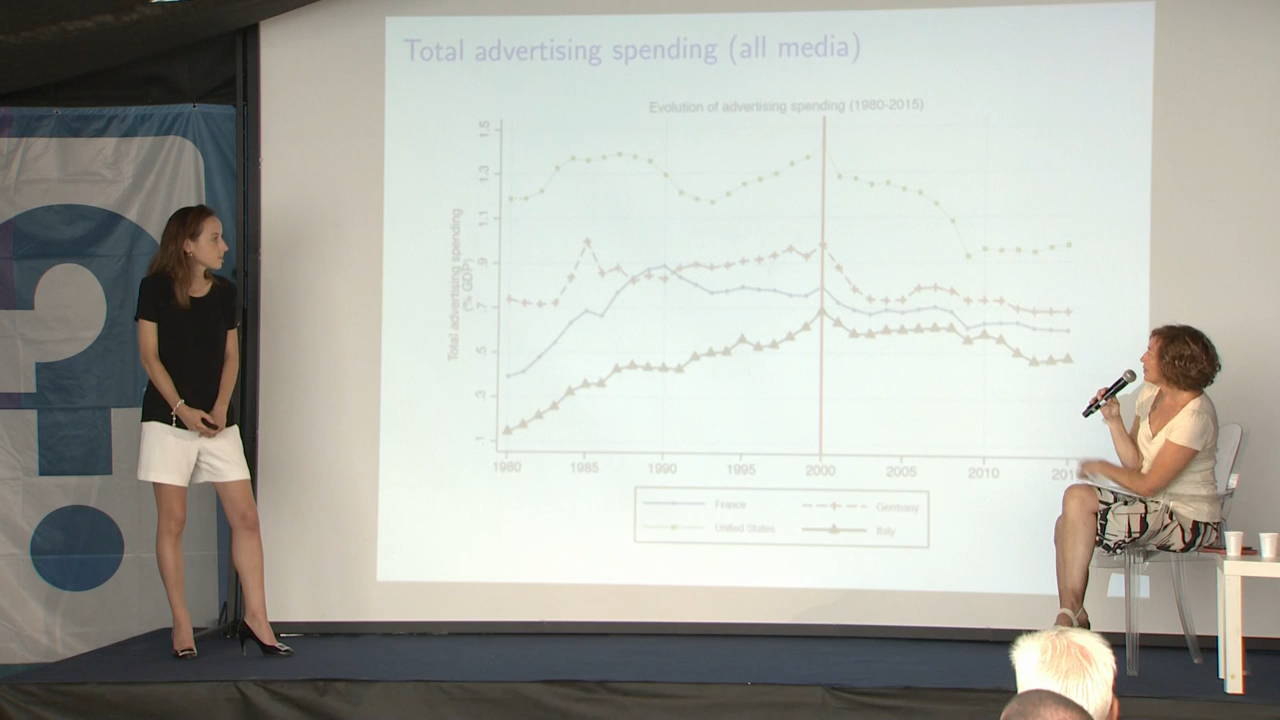 Total advertising spending (all media)
Evolution of advertising spending (1980-2015)
Total advertising spending
(% GDP)
1.5
1.3
1.1
.9
.7
.5
.3
.1
1980 1985 1990 1995 2000 2005 2010
France Germany
United States Italy